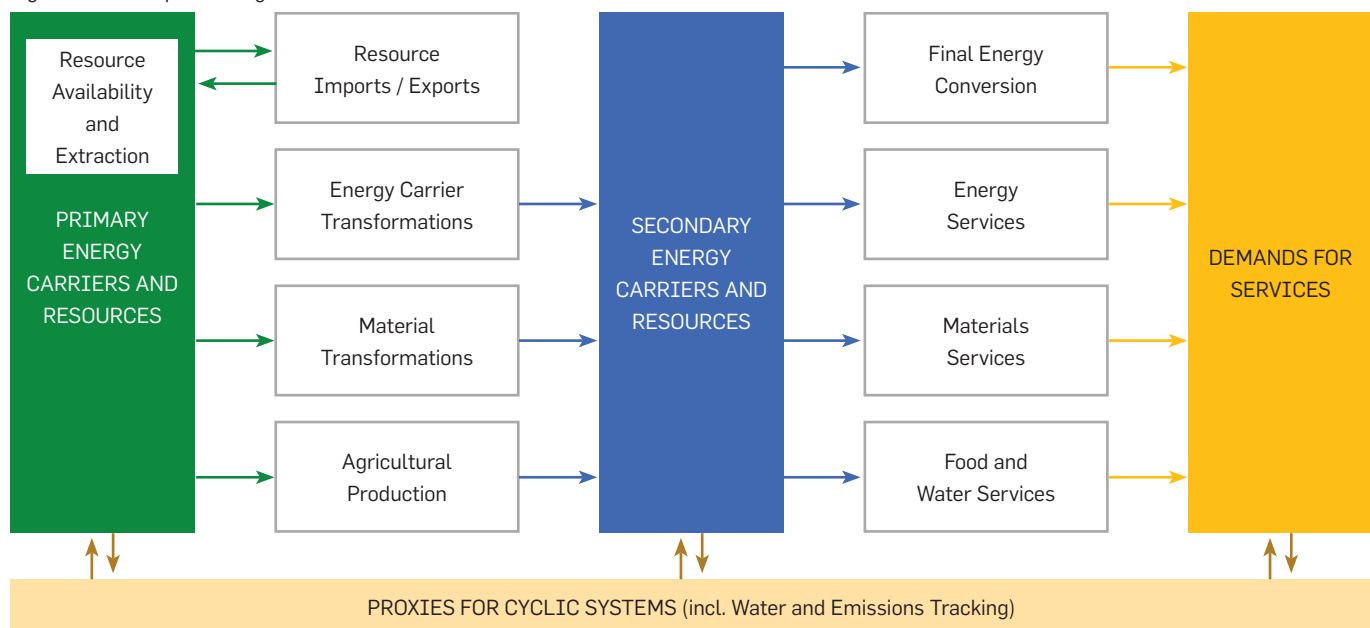 Resource
Availability
and
Extraction
PRIMARY
ENERGY
CARRIERS AND
RESOURCES
Resource
Imports / Exports
Energy Carrier
Transformations
Material
Transformations
Agricultural
Production
SECONDARY
ENERGY
CARRIERS AND
RESOURCES
Final Energy
Conversion
Energy
Services
Materials
Services
Food and
Water Services
DEMANDS FOR
SERVICES
PROXIES FOR CYCLIC SYSTEMS (incl. Water and Emissions Tracking)